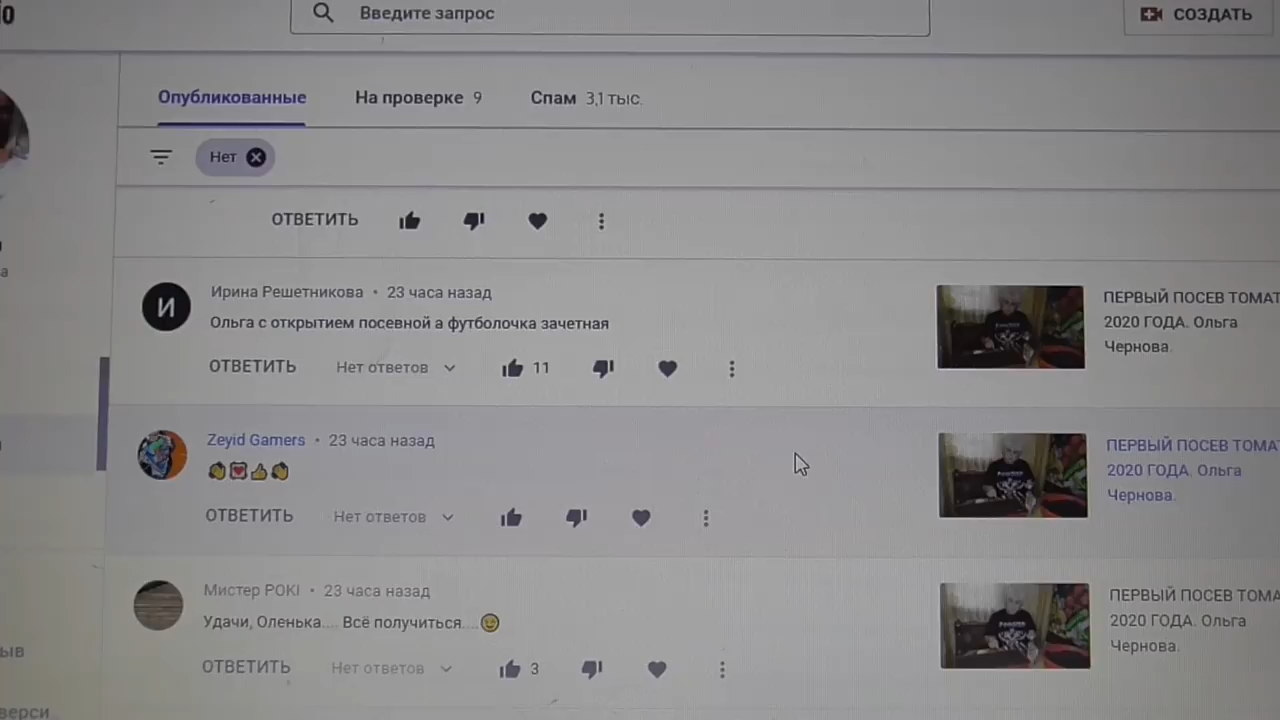 Введите запрос
СОЗДАТЬ
Опубликованные На проверке 9 Спам 3,1 тыс.
Нет
ОТВЕТИТЬ
Ирина Решетникова • 23 часа назад
И
Ольга с открытием посевной а футболочка зачетная
ОТВЕТИТЬ Нет ответов 11
ПЕРВЫЙ ПОСЕВ ТОМАТ
2020 ГОДА. Ольга
Чернова.
Zeyid Gamers • 23 часа назад
👏💟👍👏
ОТВЕТИТЬ Нет ответов
ПЕРВЫЙ ПОСЕВ ТОМАТ
2020 ГОДА. Ольга
Чернова.
Мистер POKI • 23 часа назад
Удачи, Оленька.... Всё получиться....😉
ОТВЕТИТЬ Нет ответов 3
ПЕРВЫЙ ПОСЕВ ТОМА
2020 ГОДА. Ольга
Чернова.
ыв
верси